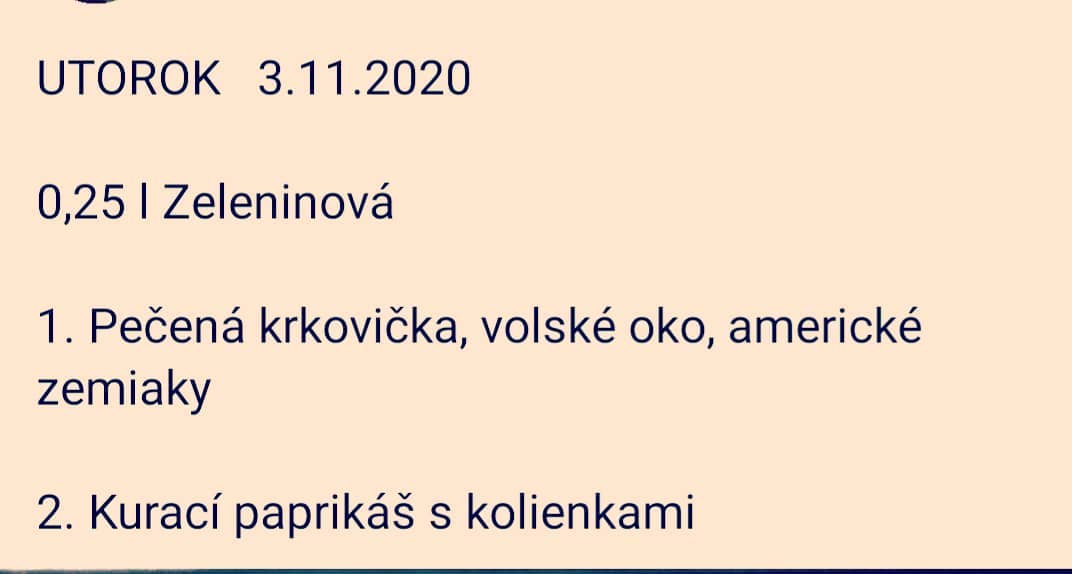 UTOROK 3.11.2020
0,25 l Zeleninová
1. Pečená krkovička, volské oko, americké
zemiaky
2. Kurací paprikáš s kolienkami